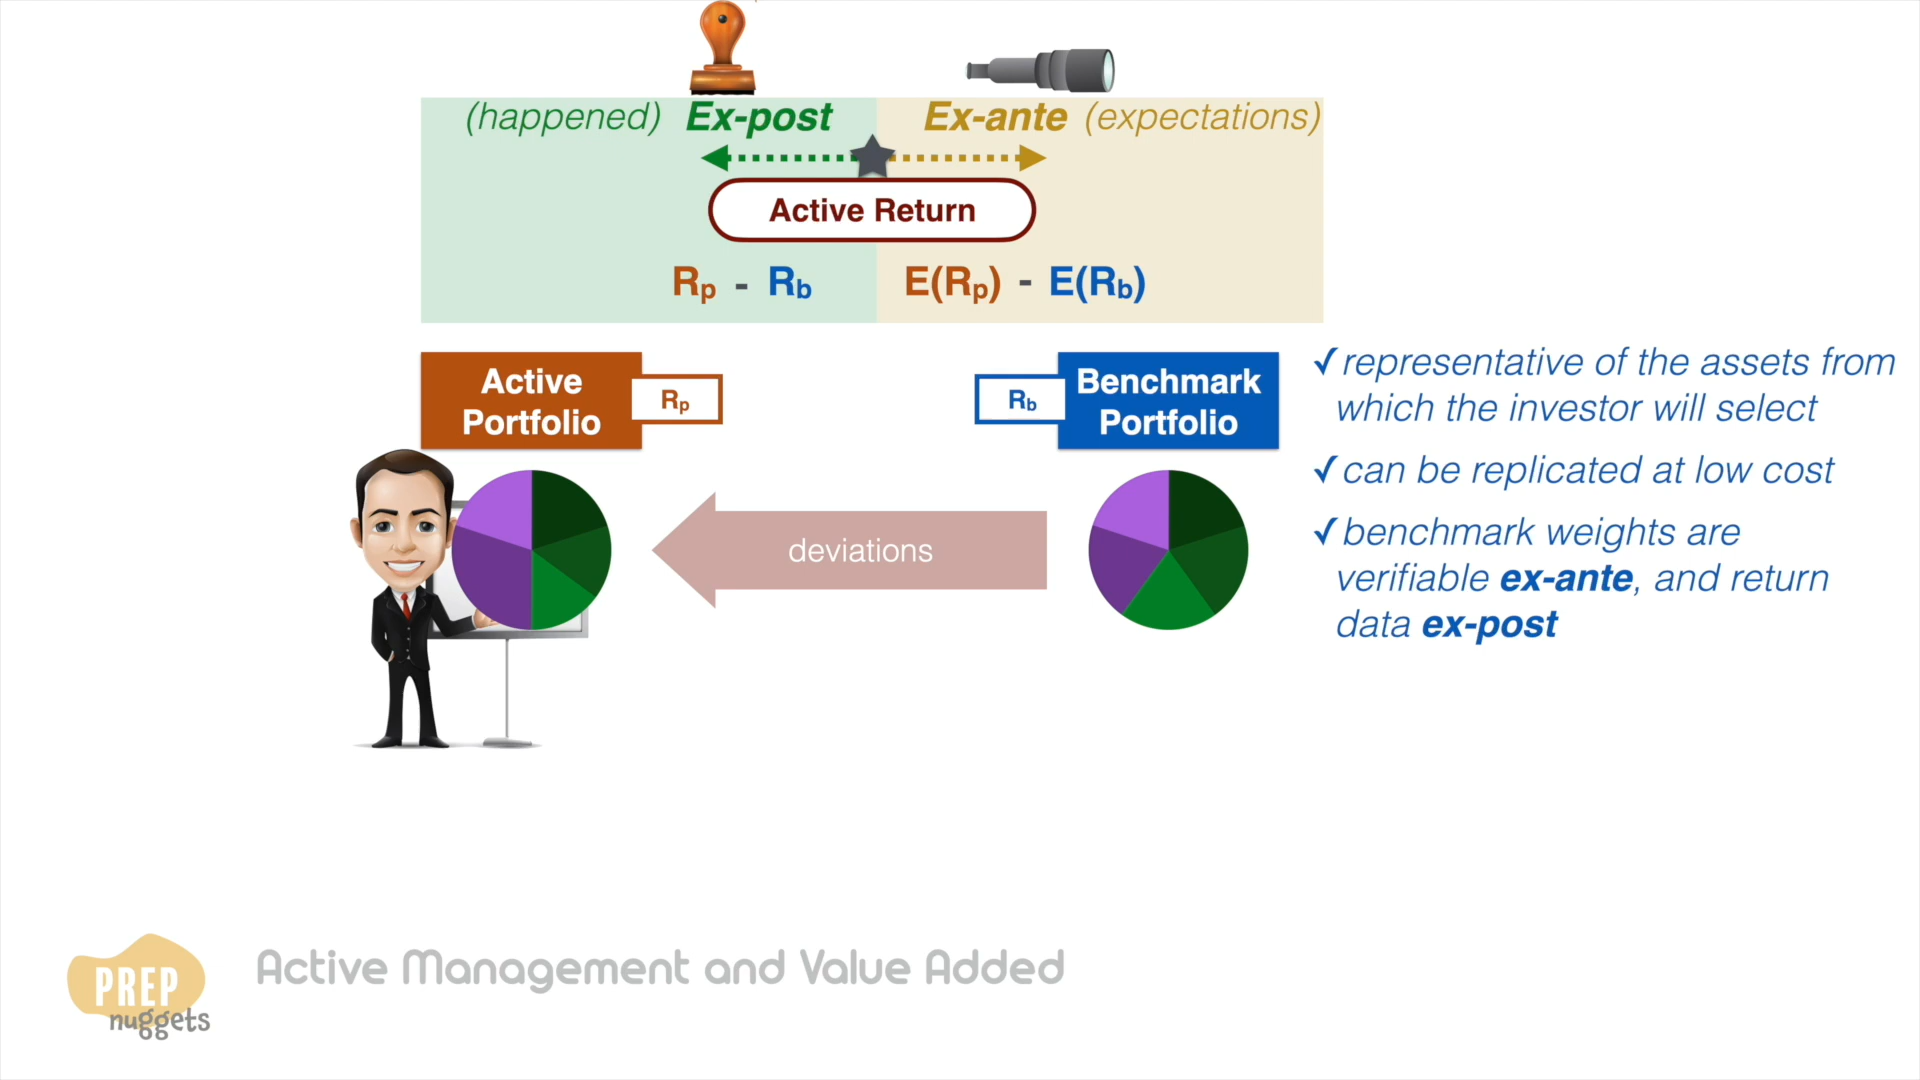 (happened) Ex-post Ex-ante (expectations)
Active Return
Rp - Rb E(Rp) - E(Rb)
Active
Portfolio
Rp
Rb
Benchmark
Portfolio
✓representative of the assets from
which the investor will select
✓can be replicated at low cost
✓benchmark weights are
verifiable ex-ante, and return
data ex-post
deviations
PREP
nuggets
Active Management and Value Added